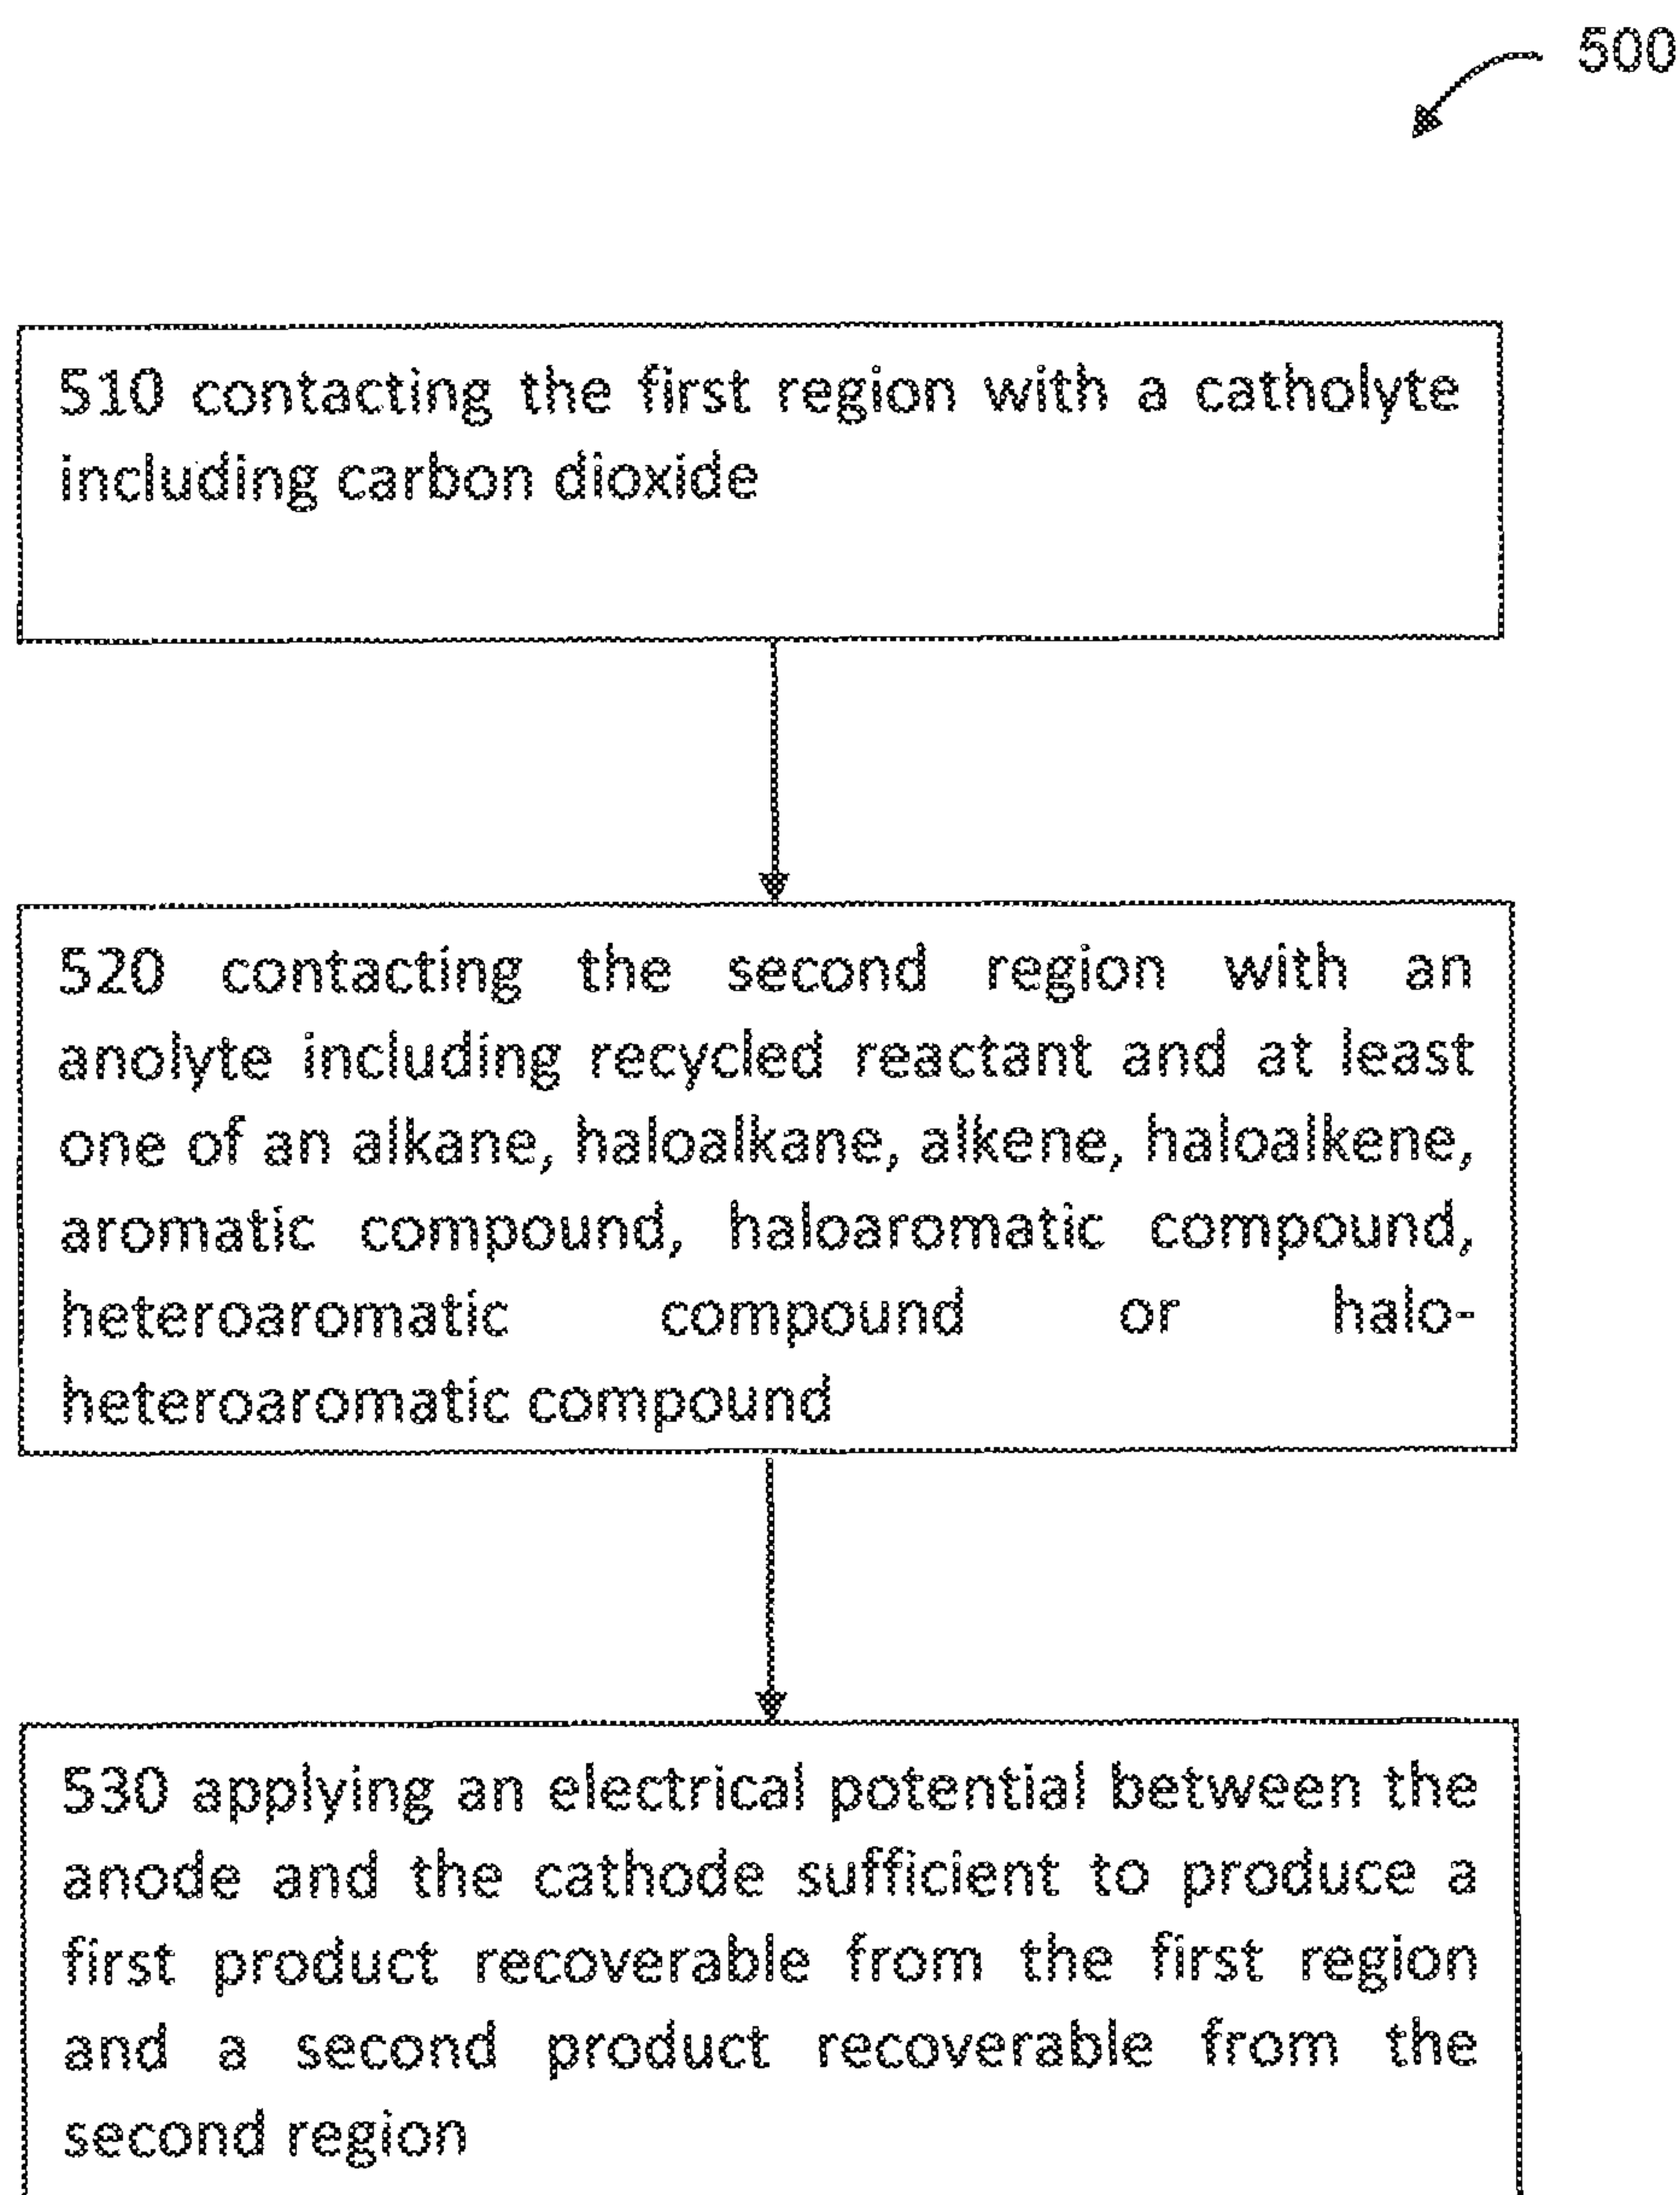 500
510 contacting the first region with a catholyte
including carbon dioxide
520 contacting the second region with an
anolyte including recycled reactant and at least
one of an alkane, haloalkane, alkene, haloalkene,
aromatic compound, haloaromatic compound,
heteroaromatic compound or halo-
heteroaromatic compound
530 applying an electrical potential between the
anode and the cathode sufficient to produce a
first product recoverable from the first region
and a second product recoverable from the
second region